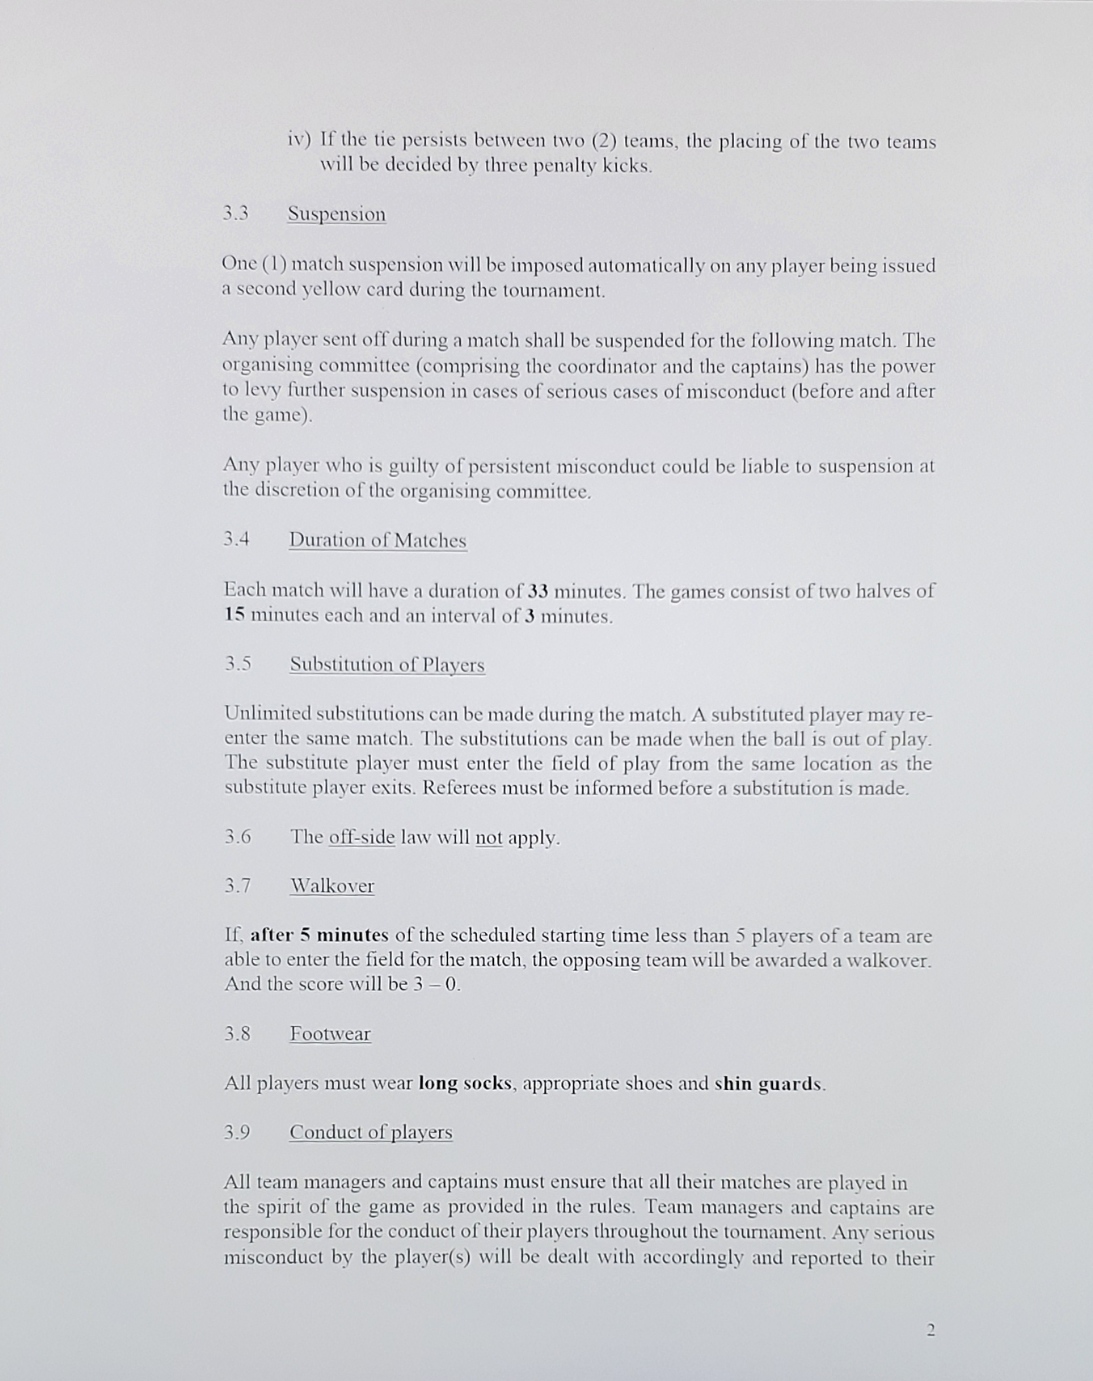 iv) If the tie persists between two (2) teams, the placing of the two teams
will be decided by three penalty kicks.
3.3 Suspension
One (1) match suspension will be imposed automatically on any player being issued
a second yellow card during the tournament.
Any player sent off during a match shall be suspended for the following match. The
organising committee (comprising the coordinator and the captains) has the power
to levy further suspension in cases of serious cases of misconduct (before and after
the game).
Any player who is guilty of persistent misconduct could be liable to suspension at
the discretion of the organising committee.
3.4 Duration of Matches
Each match will have a duration of 33 minutes. The games consist of two halves of
15 minutes each and an interval of 3 minutes.
3.5 Substitution of Players
Unlimited substitutions can be made during the match. A substituted player may re-
enter the same match. The substitutions can be made when the ball is out of play.
The substitute player must enter the field of play from the same location as the
substitute player exits. Referees must be informed before a substitution is made.
3.6 The off-side law will not apply.
3.7 Walkover
If, after 5 minutes of the scheduled starting time less than 5 players of a team are
able to enter the field for the match, the opposing team will be awarded a walkover.
And the score will be 3 – 0.
3.8 Footwear
All players must wear long socks, appropriate shoes and shin guards.
3.9 Conduct of players
All team managers and captains must ensure that all their matches are played in
the spirit of the game as provided in the rules. Team managers and captains are
responsible for the conduct of their players throughout the tournament. Any serious
misconduct by the player(s) will be dealt with accordingly and reported to their
2